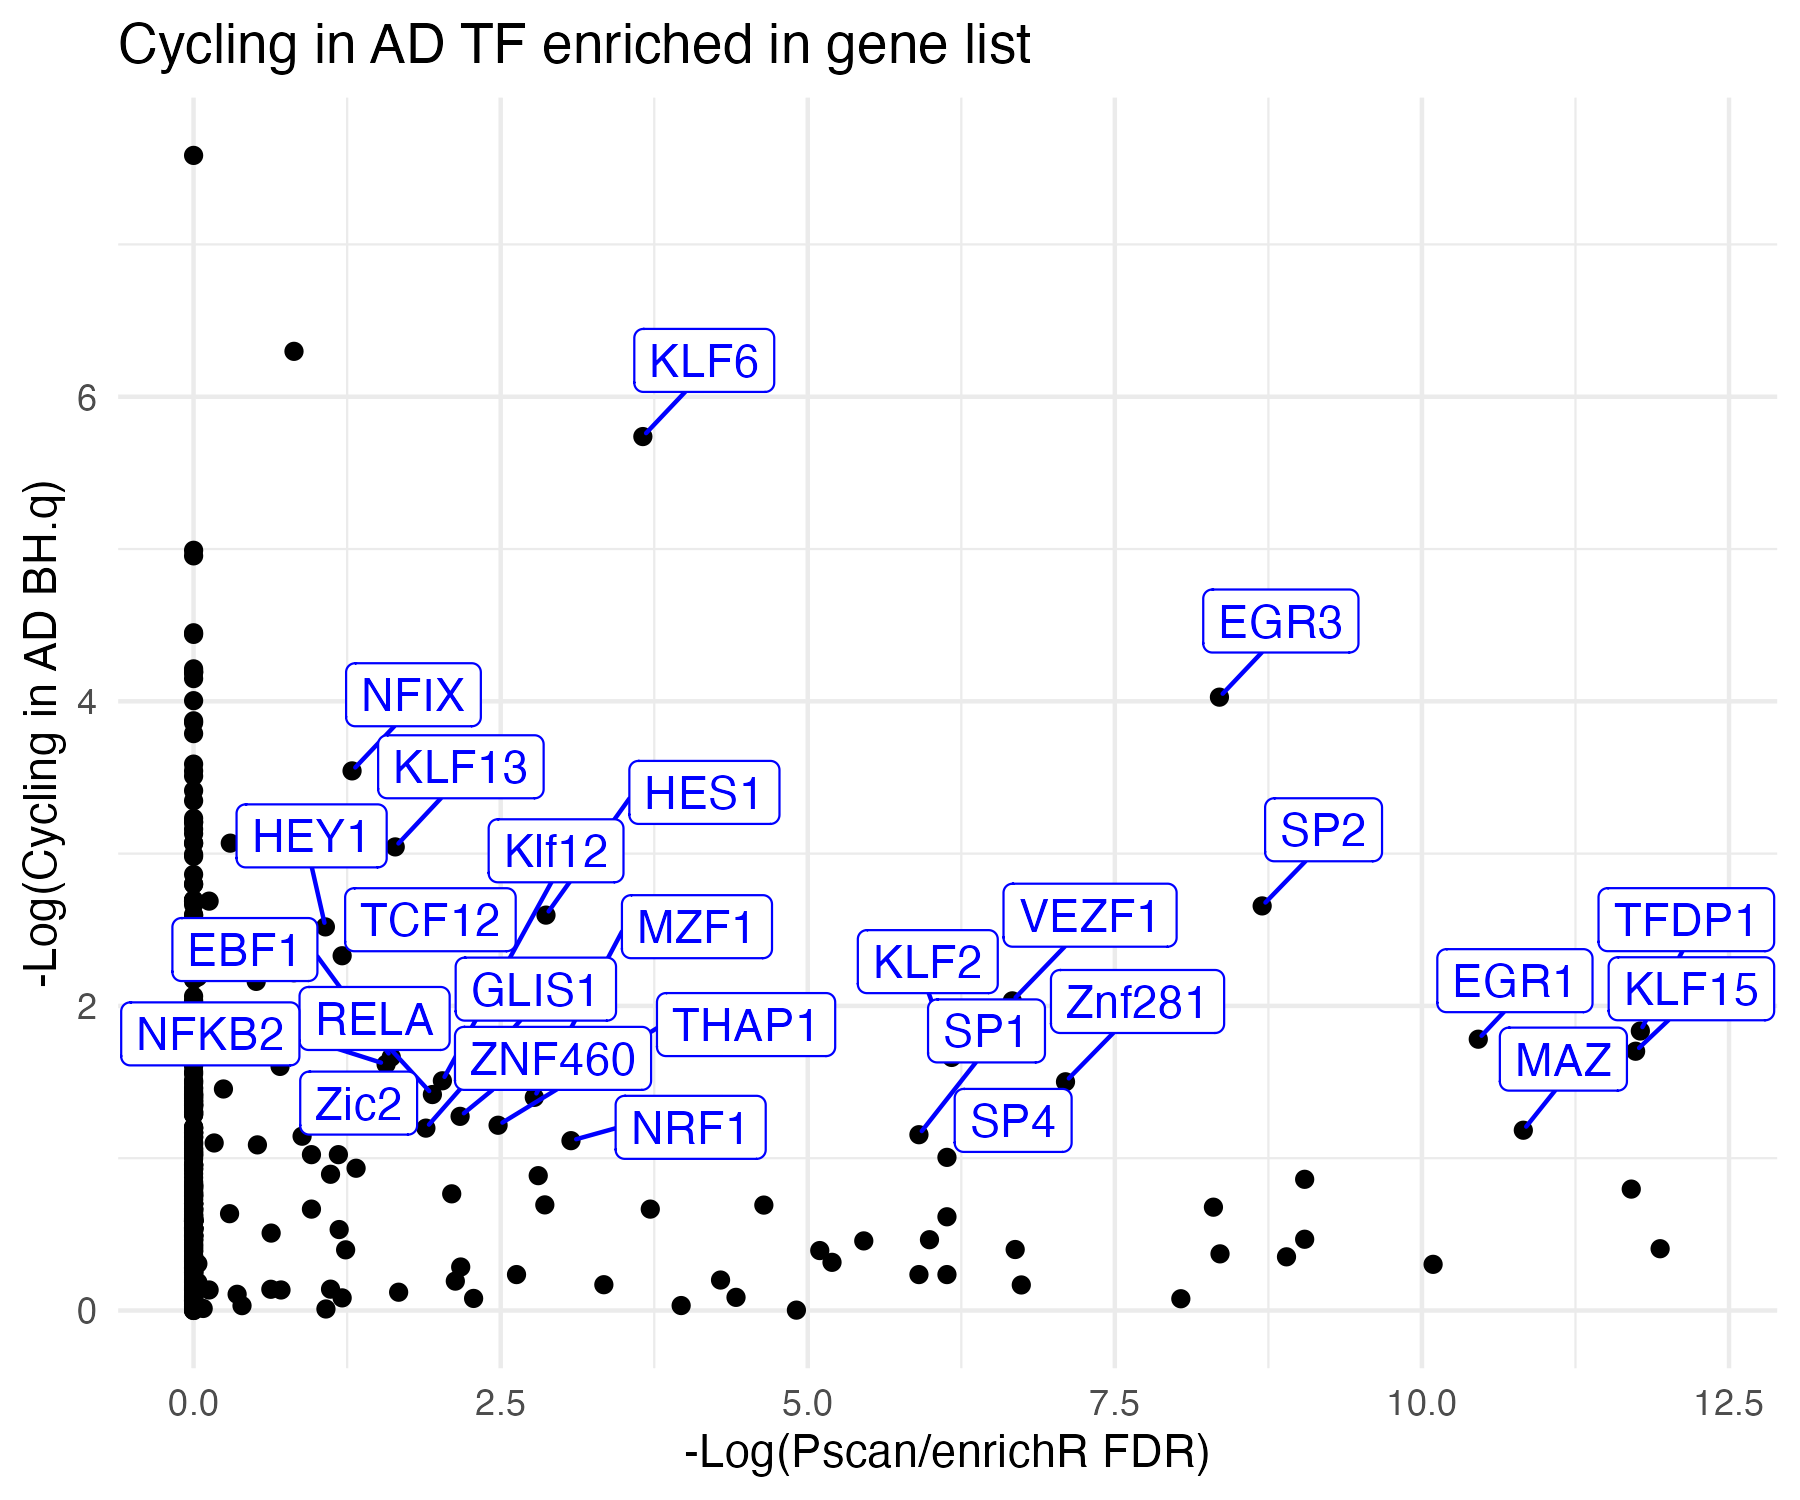 Cycling in AD TF enriched in gene list
-Log(Cycling in AD BH.q)
6
4
2
0
KLF6
EGR3
NFIX
KLF13
HES1
HEY1
Klf12
SP2
TCF12
MZF1
VEZF1
TFDP1
EBF1
KLF2
EGR1
KLF15
GLIS1
Znf281
NFKB2
RELA
THAP1
SP1
ZNF460
MAZ
Zic2
NRF1
SP4
0.0
2.5
5.0
7.5
10.0
12.5
-Log(Pscan/enrichR FDR)